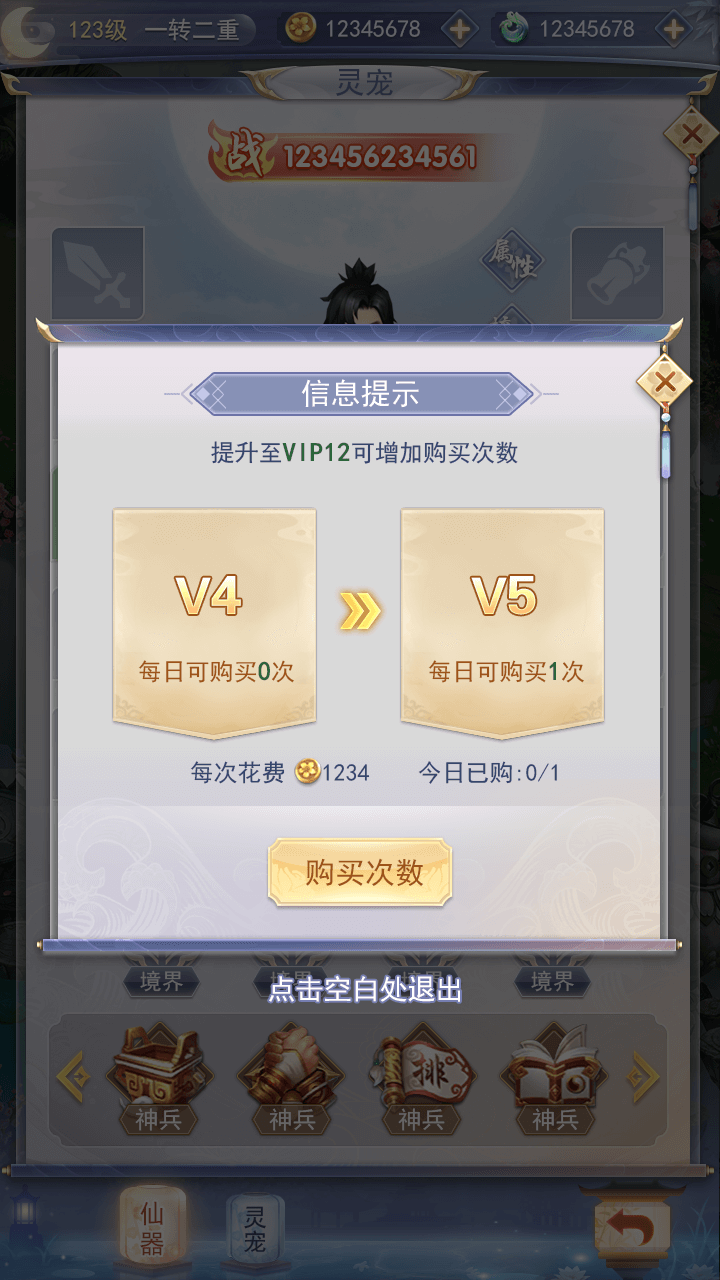 123级 一转二重 12345678 12345678
灵宠
战 123456234561
属性
信息提示
提升至VIP12可增加购买次数
V4 V5
每日可购买0次 每日可购买1次
每次花费 1234 今日已购:0/1
购买次数
境界 境界 境界 境界
点击空白处退出
排
神兵 神兵 神兵 神兵
仙器 灵宠